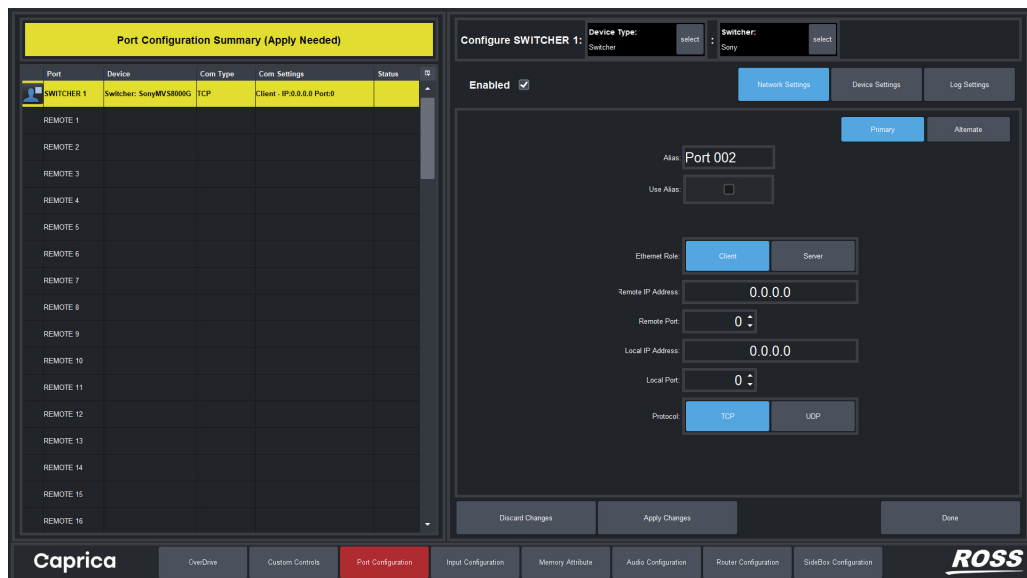 Port Configuration Summary (Apply Needed)
Port Device Com Type Com Settings Status
SWITCHER 1 Switcher: SonyMVS8000G TCP Client - IP:0.0.0.0 Port:0
REMOTE 1
REMOTE 2
REMOTE 3
REMOTE 4
REMOTE 5
REMOTE 6
REMOTE 7
REMOTE 8
REMOTE 9
REMOTE 10
REMOTE 11
REMOTE 12
REMOTE 13
REMOTE 14
REMOTE 15
REMOTE 16
Configure SWITCHER 1: Device Type: Switcher select : Switcher: Sony select
Enabled Network Settings Device Settings Log Settings
Primary Alternate
Alias: Port 002
Use Alias:
Ethernet Role: Client Server
Remote IP Address: 0.0.0.0
Remote Port: 0
Local IP Address: 0.0.0.0
Local Port: 0
Protocol: TCP UDP
Discard Changes Apply Changes Done
Caprica OverDrive Custom Controls Port Configuration Input Configuration Memory Attribute Audio Configuration Router Configuration SideBox Configuration ROSS